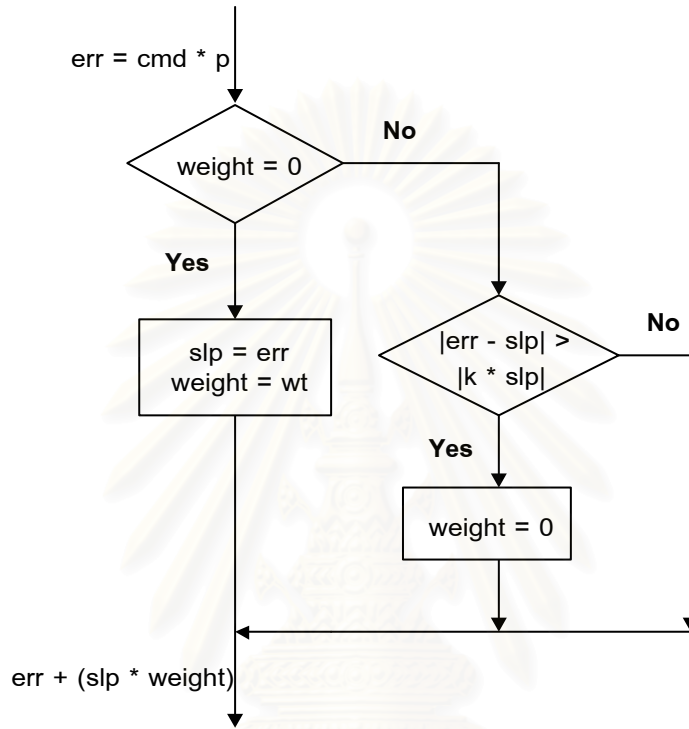 err = cmd * p
No
weight = 0
Yes
slp = err
weight = wt
No
|err - slp| >
|k * slp|
Yes
weight = 0
err + (slp * weight)